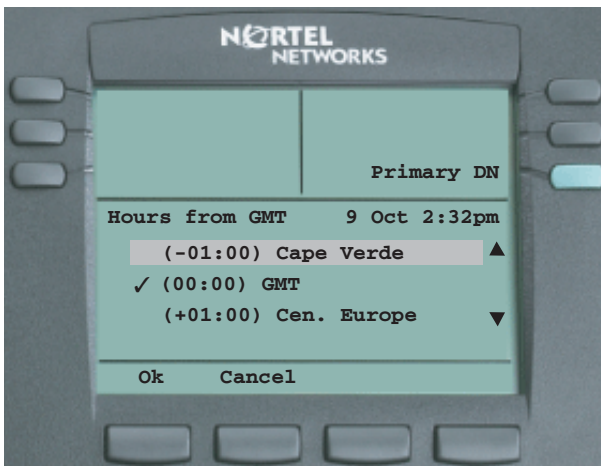 NORTEL
NETWORKS
Primary DN
Hours from GMT 9 Oct 2:32pm
(-01:00) Cape Verde
✓ (00:00) GMT
(+01:00) Cen. Europe
Ok Cancel